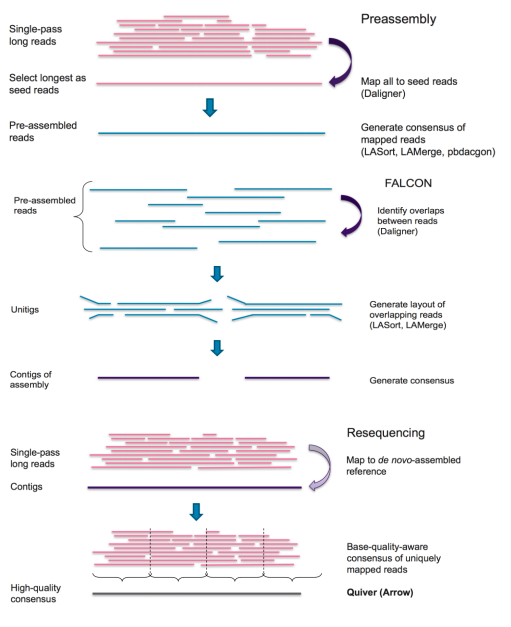 Preassembly
Single-pass
long reads
Select longest as
seed reads
Map all to seed reads
(Daligner)
Pre-assembled
reads
Generate consensus of
mapped reads
(LASort, LAMerge, pbdacgon)
FALCON
Pre-assembled
reads
Identify overlaps
between reads
(Daligner)
Unitigs
Generate layout of
overlapping reads
(LASort, LAMerge)
Contigs of
assembly
Generate consensus
Resequencing
Single-pass
long reads
Map to de novo-assembled
reference
Contigs
Base-quality-aware
consensus of uniquely
mapped reads
High-quality
consensus
Quiver (Arrow)